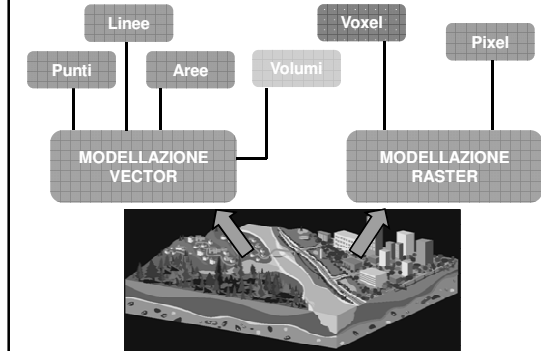 Linee
Voxel
Pixel
Punti
Aree
Volumi
MODELLAZIONE
VECTOR
MODELLAZIONE
RASTER